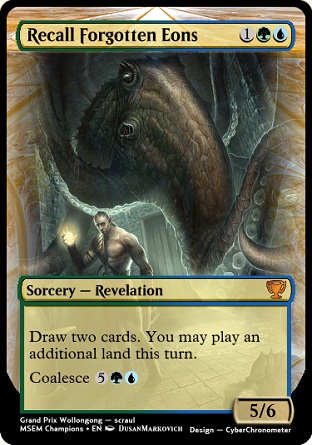 Recall Forgotten Eons 1
Sorcery — Revelation
Draw two cards. You may play an
additional land this turn.
Coalesce 5
5/6
Grand Prix Wollongong — scraul
MSEM Champions • EN DusanMarkovich Design — CyberChronometer